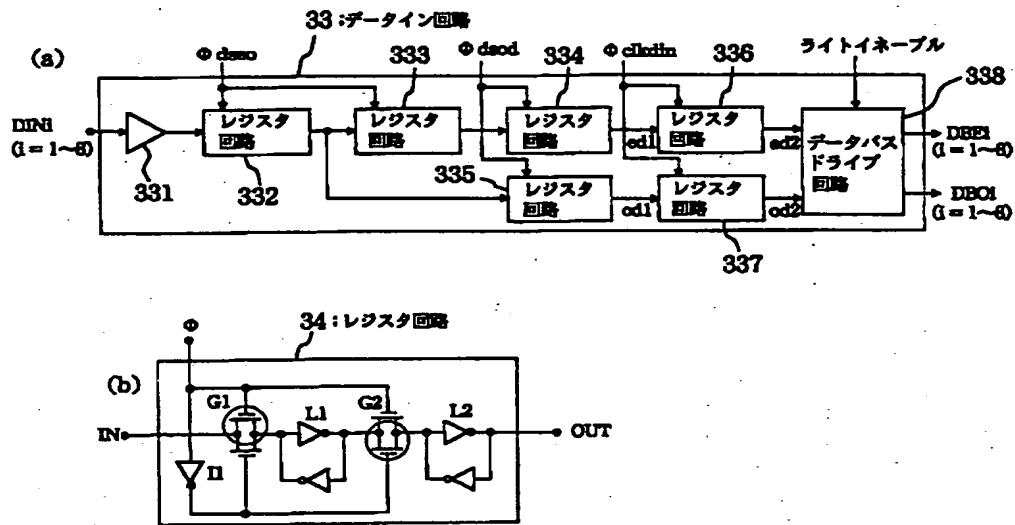 33;データイン回路
(a)
Φdsso
333
Φdsod
334
Φclkdin
336
ライトイネーブル
338
DINi
(i=1~8)
331
レジスタ
回路
332
レジスタ
回路
レジスタ
回路
ed1
レジスタ
回路
ed2
データバス
ドライブ
回路
DBEi
(i=1~8)
335
レジスタ
回路
od1
レジスタ
回路
od2
337
DBOi
(i=1~8)
Φ
34;レジスタ回路
(b)
G1
L1
G2
L2
IN
OUT
I1